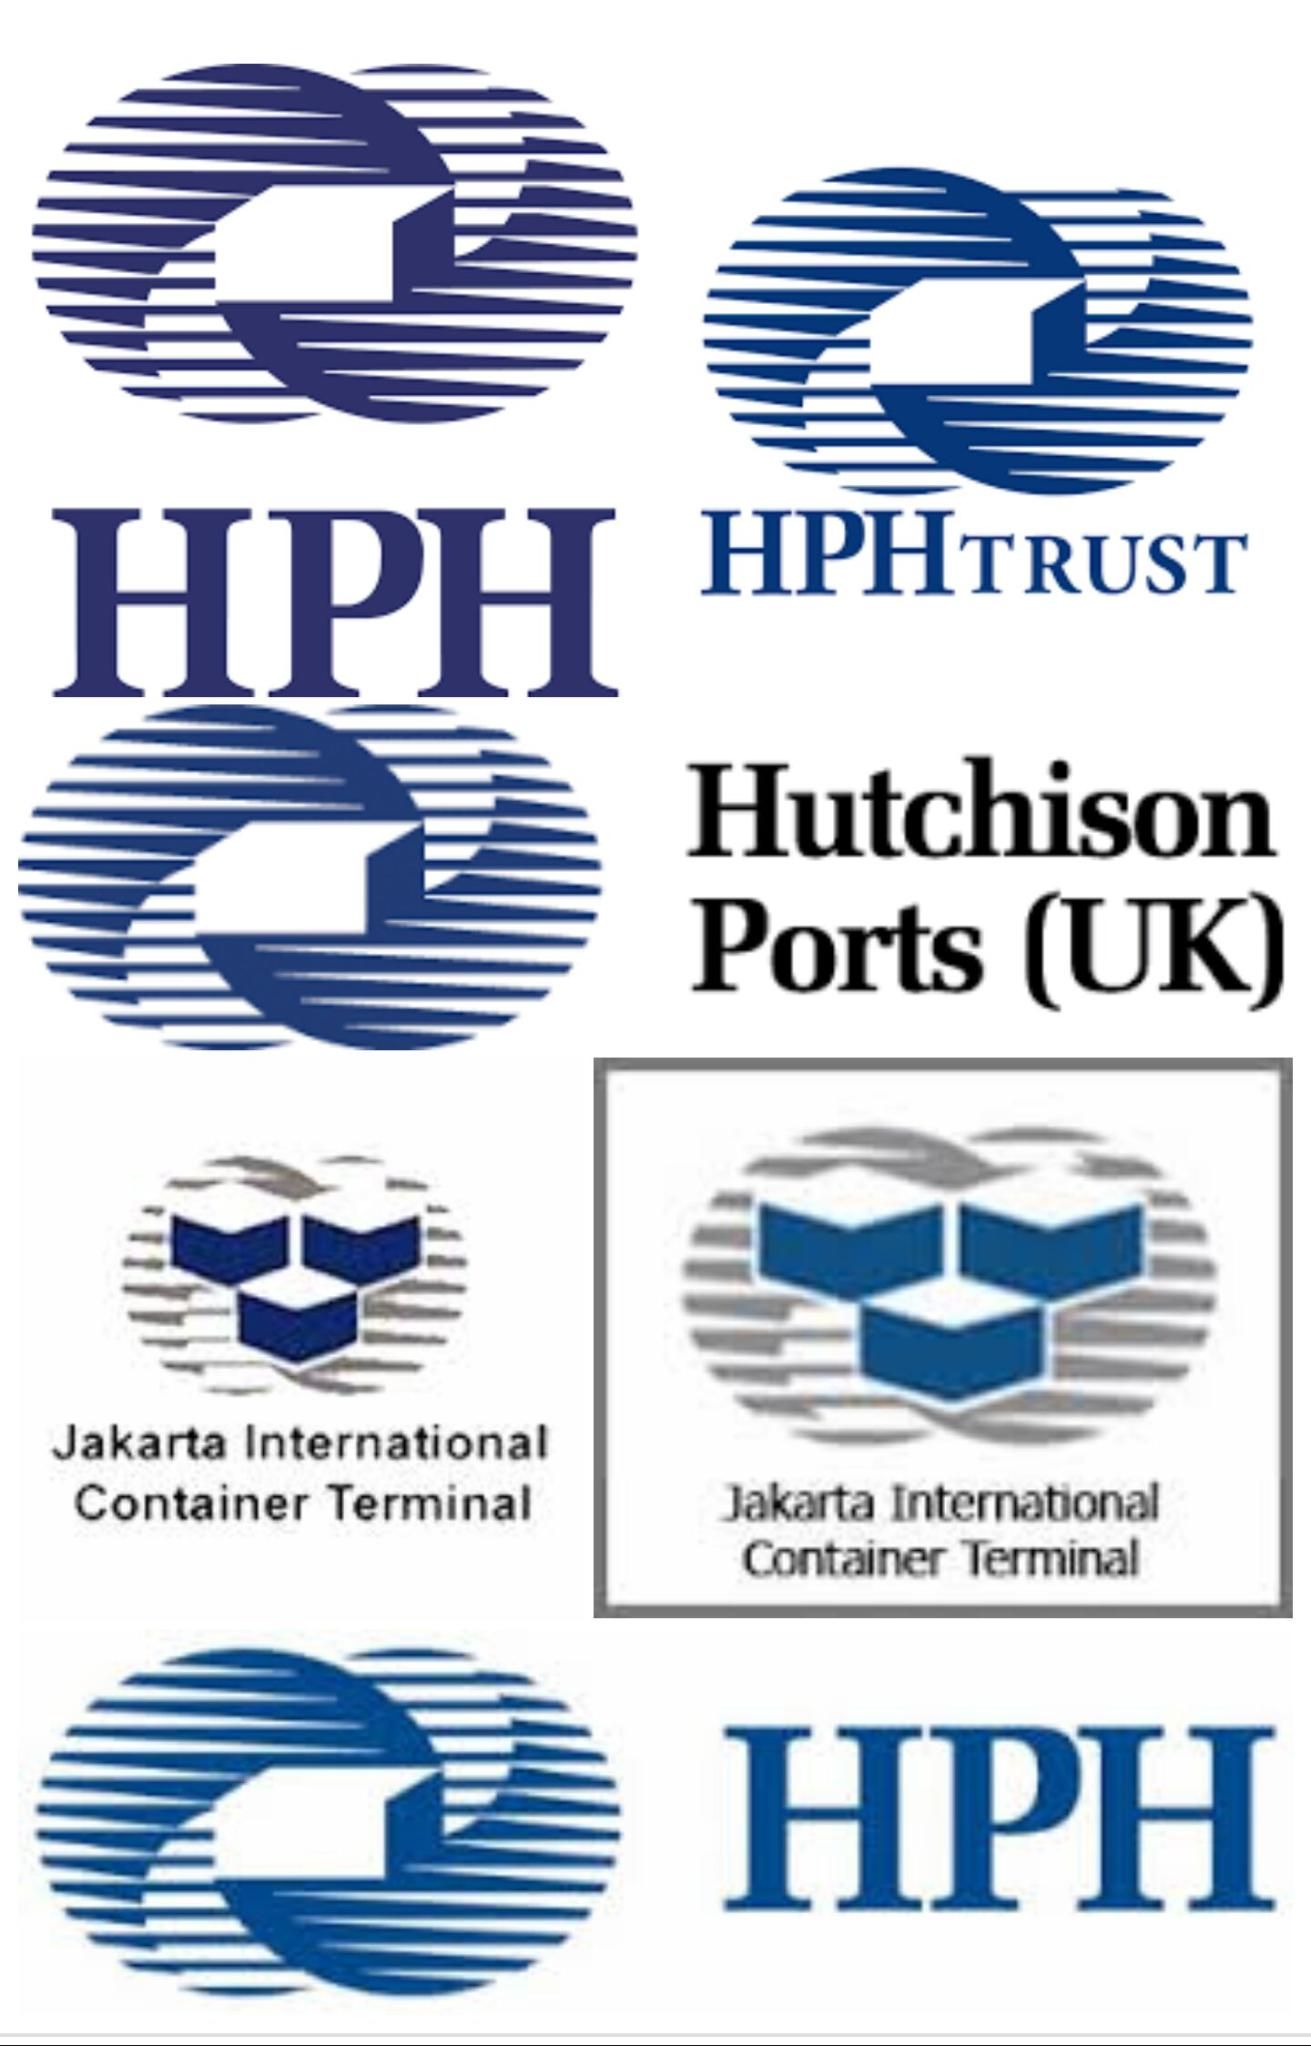 HPH
HPHTRUST
Hutchison
Ports (UK)
Jakarta International
Container Terminal
Jakarta International
Container Terminal
HPH